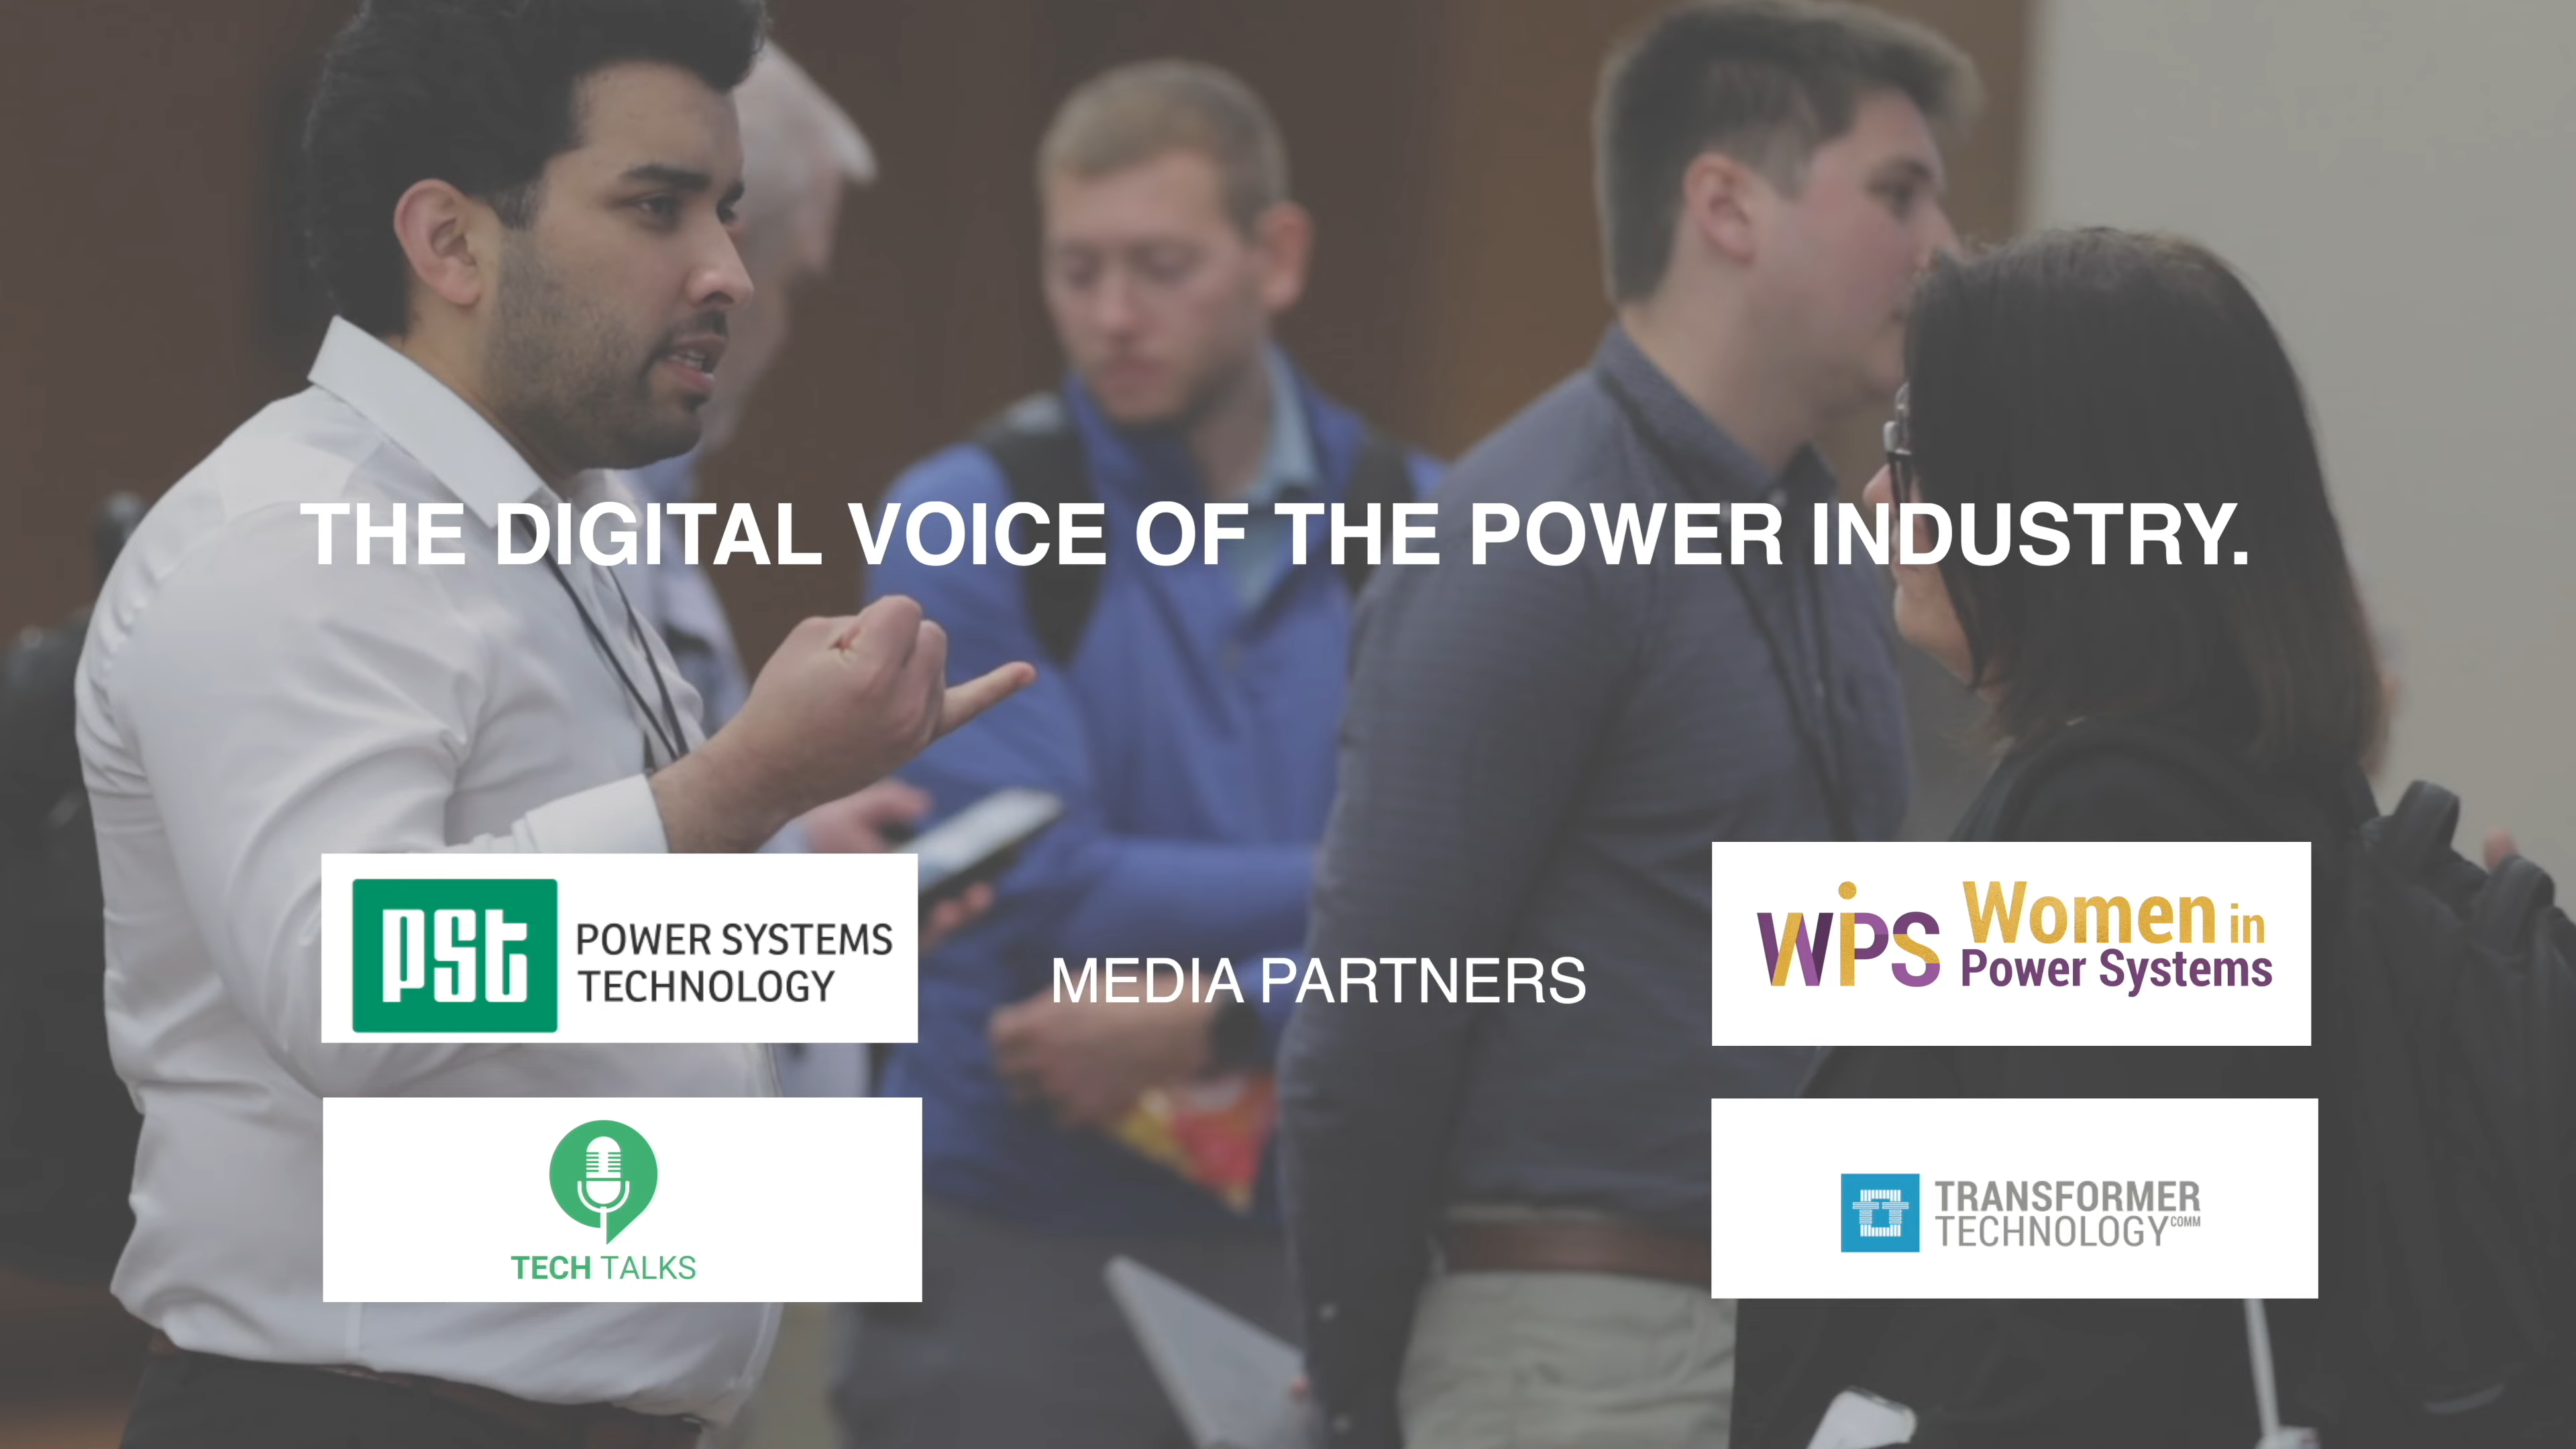 THE DIGITAL VOICE OF THE POWER INDUSTRY.
pst
POWER SYSTEMS
TECHNOLOGY
MEDIA PARTNERS
WiPS
Women in
Power Systems
TECH TALKS
TRANSFORMER
TECHNOLOGY COMM